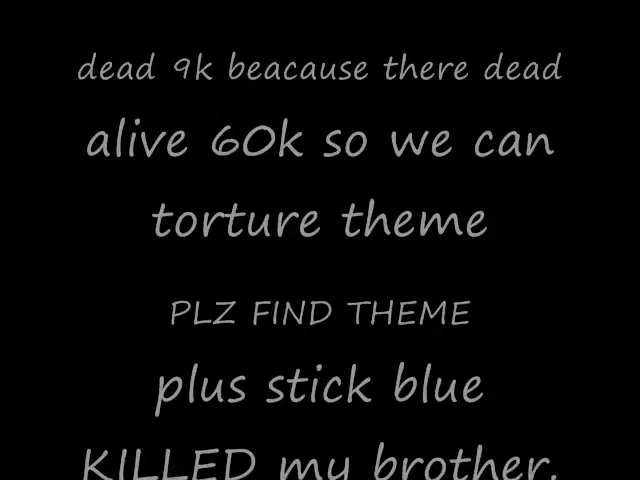 dead 9k beacause there dead
alive 60k so we can
torture theme
PLZ FIND THEME
plus stick blue
KILLED my brother.